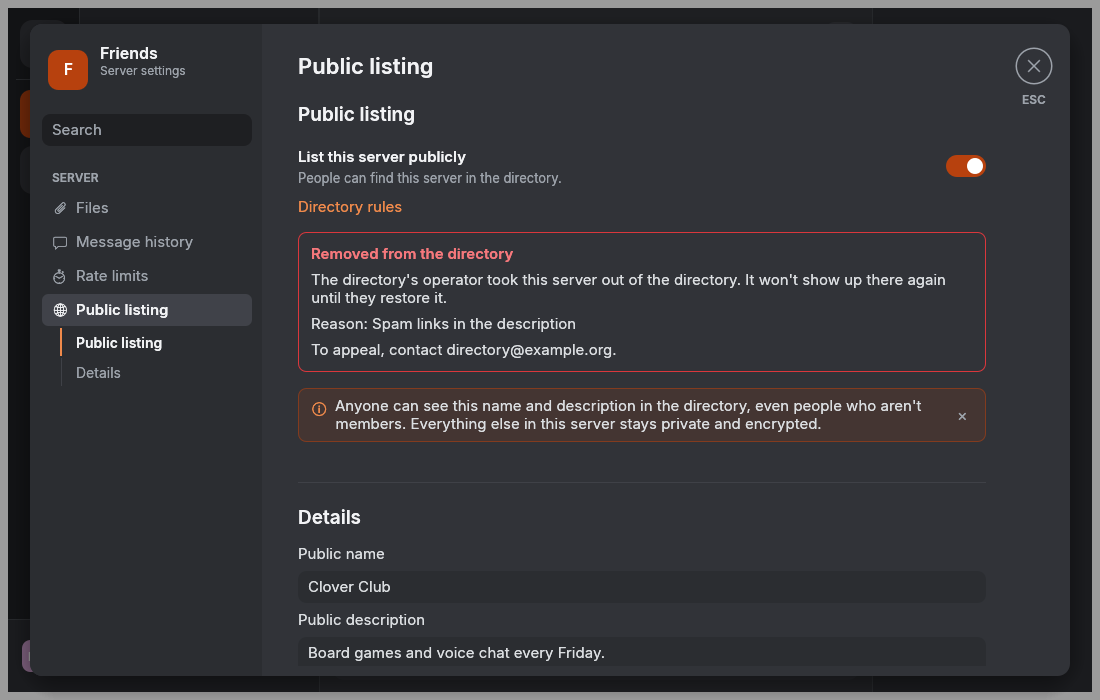 F
Friends
Server settings
Search
SERVER
Files
Message history
Rate limits
Public listing
Public listing
Details
Public listing
ESC
Public listing
List this server publicly
People can find this server in the directory.
Directory rules
Removed from the directory
The directory's operator took this server out of the directory. It won't show up there again
until they restore it.
Reason: Spam links in the description
To appeal, contact directory@example.org.
Anyone can see this name and description in the directory, even people who aren't
members. Everything else in this server stays private and encrypted.
Details
Public name
Clover Club
Public description
Board games and voice chat every Friday.